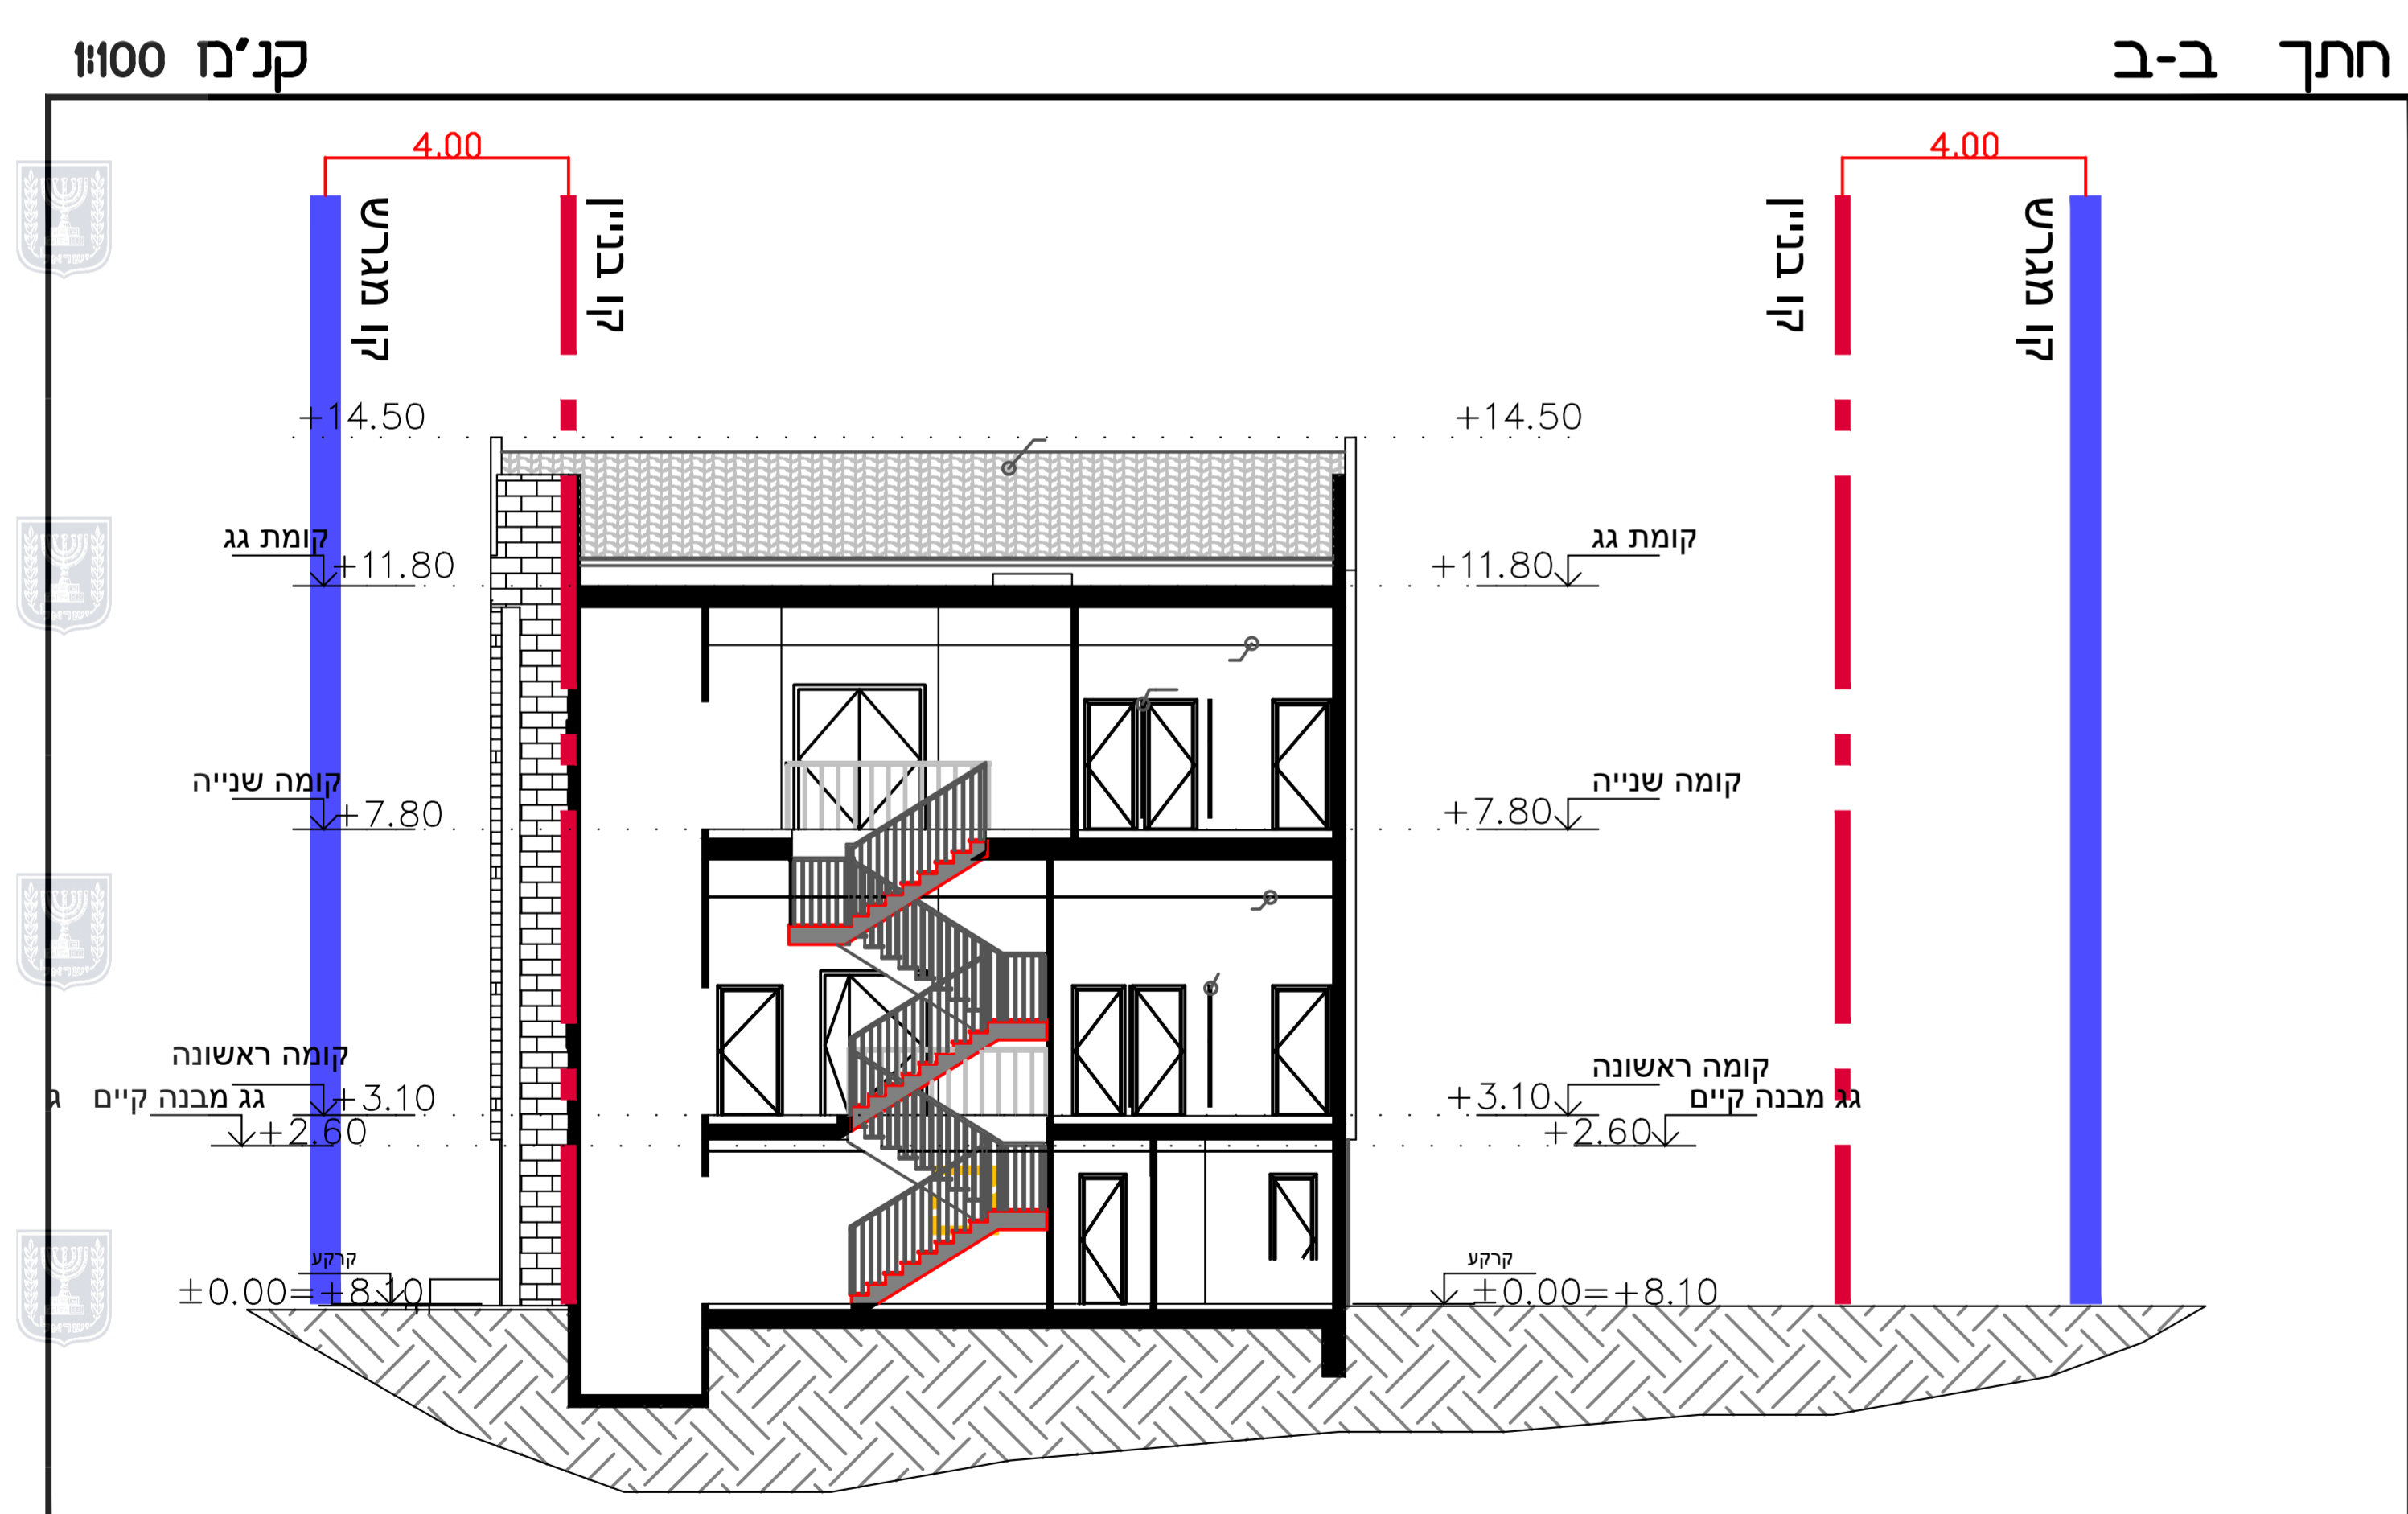 חתך ב-ב
קנ'מ 1:100
4.00
4.00
קו מגרש
קו בניין
קו בניין
קו מגרש
+14.50
+14.50
קומת גג
+11.80
קומת גג
+11.80
קומה שנייה
+7.80
קומה שנייה
+7.80
קומה ראשונה
+3.10
קומה ראשונה
+3.10
גג מבנה קיים
ג
+2.60
גג מבנה קיים
+2.60
קרקע
±0.00=+8.10
קרקע
±0.00=+8.10